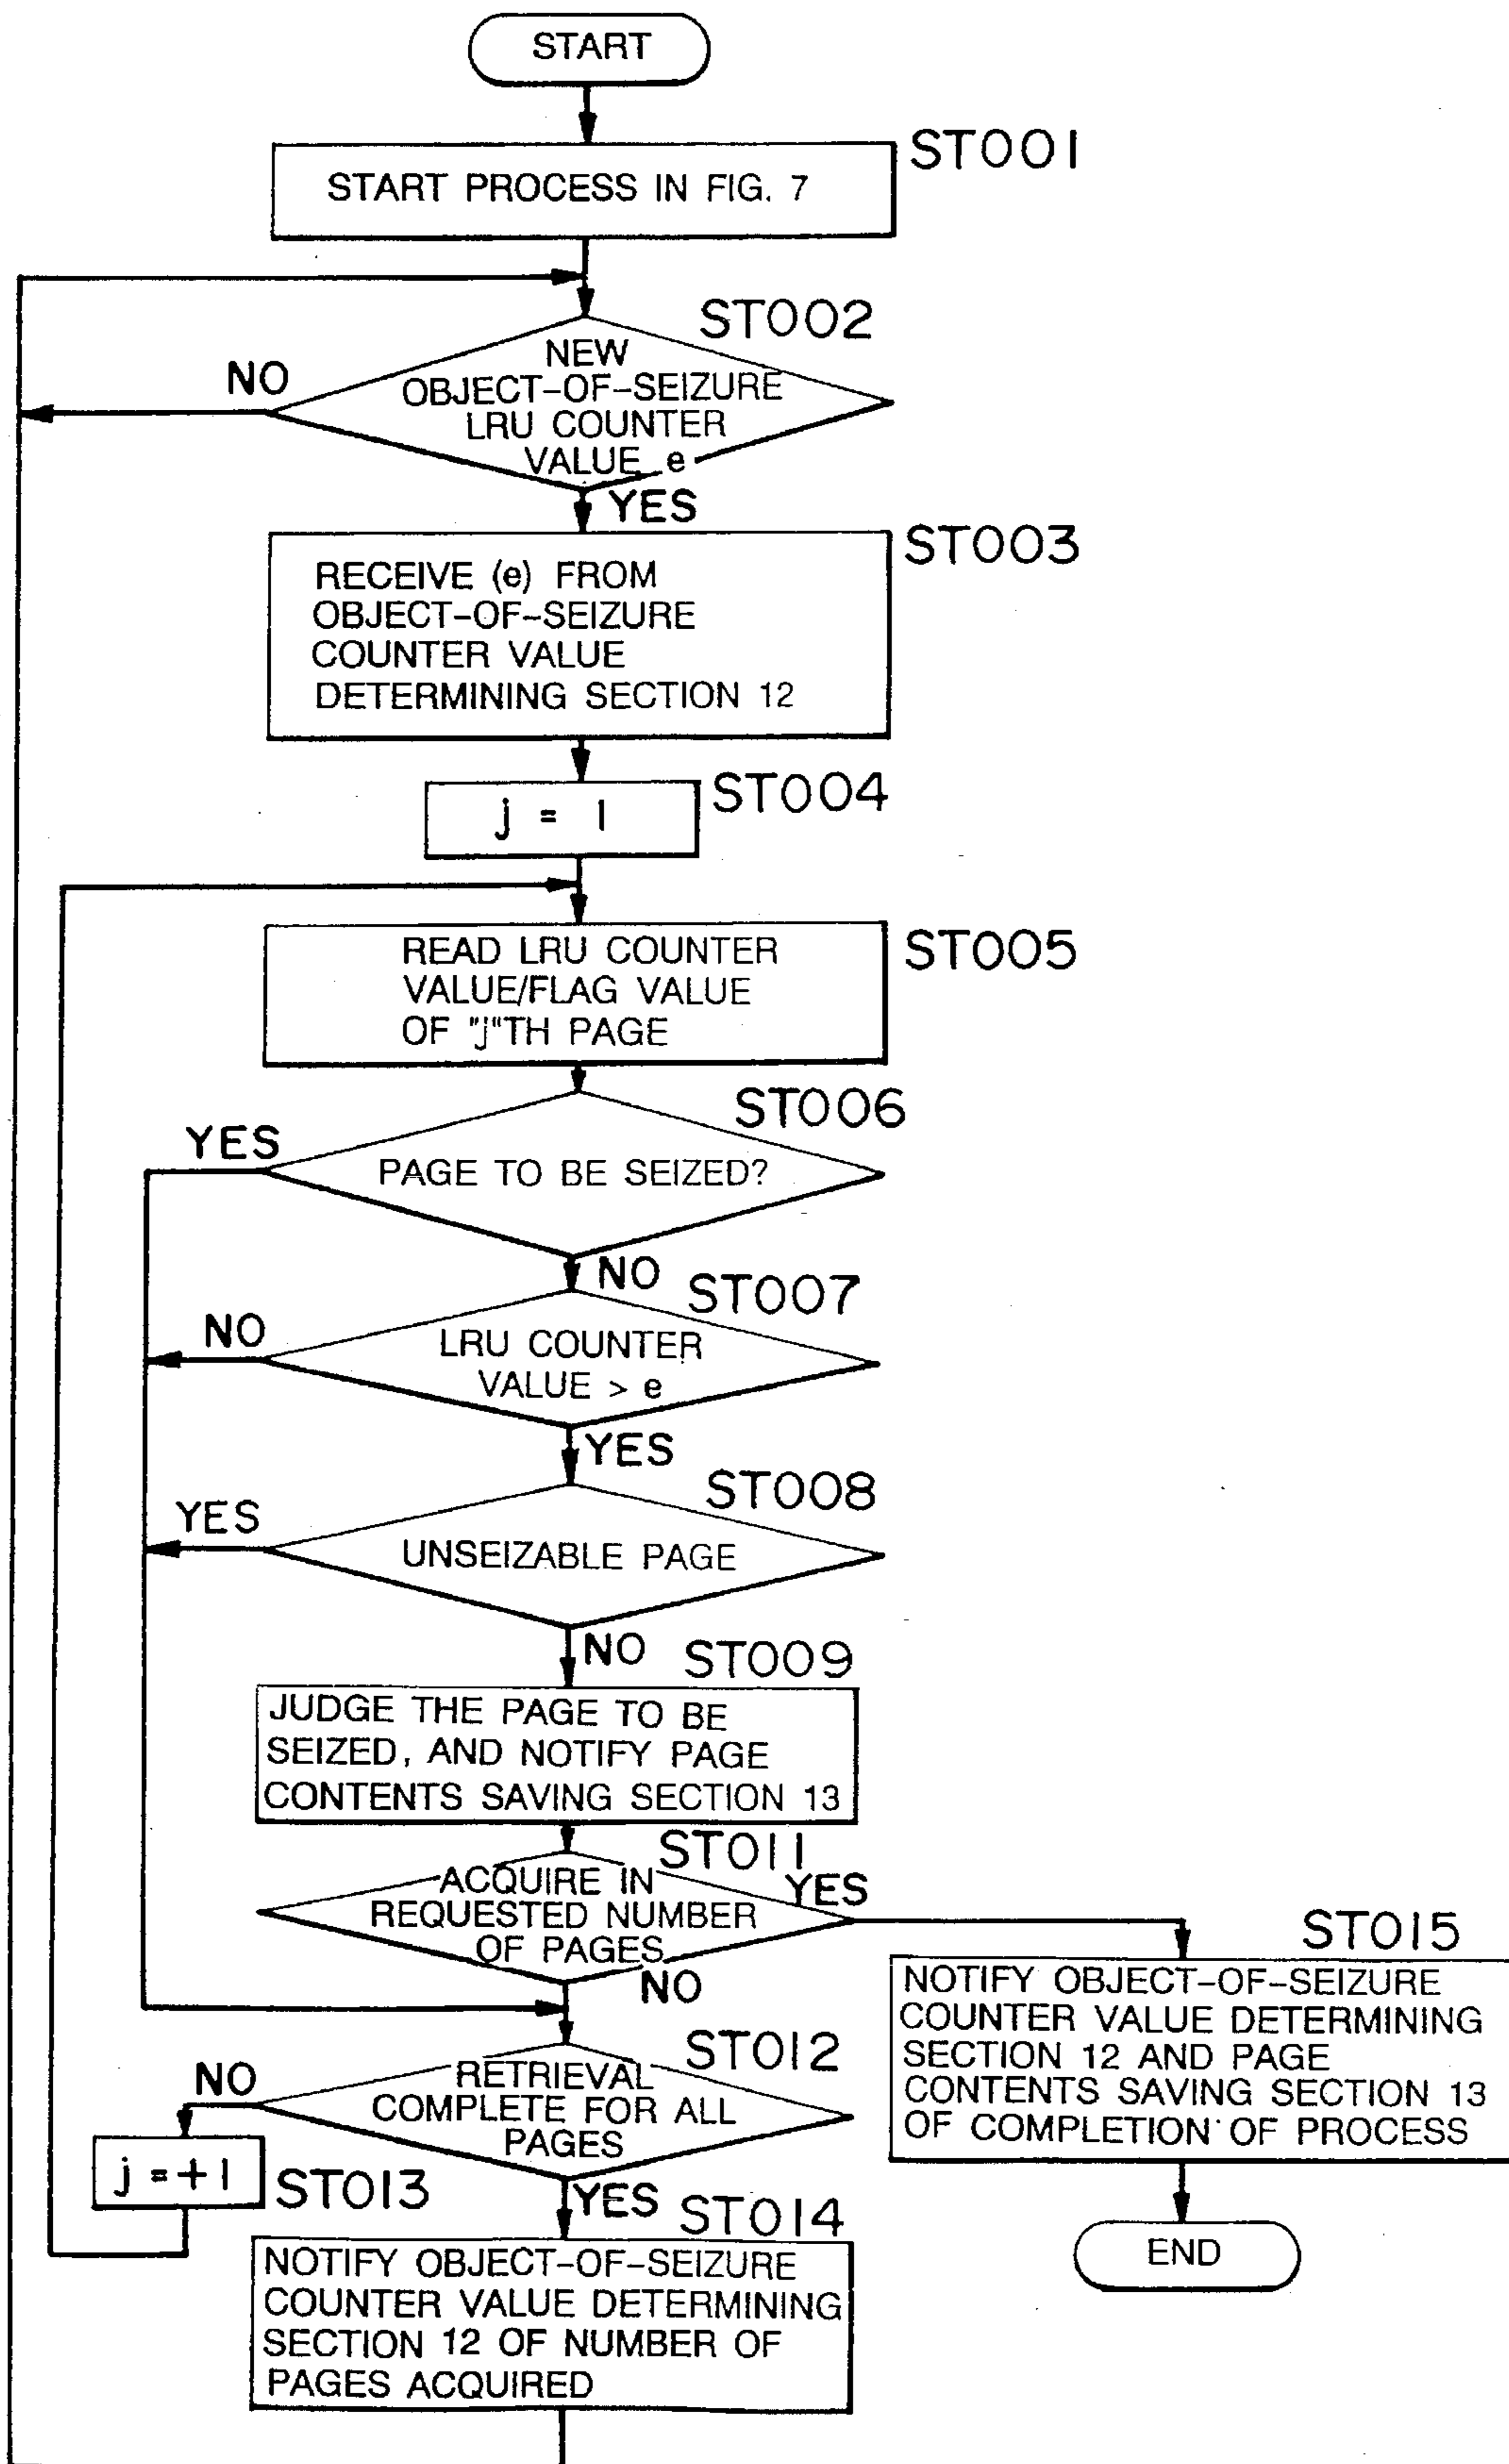 START
ST001
START PROCESS IN FIG. 7
ST002
NO
NEW
OBJECT-OF-SEIZURE
LRU COUNTER
VALUE e
YES
ST003
RECEIVE (e) FROM
OBJECT-OF-SEIZURE
COUNTER VALUE
DETERMINING SECTION 12
ST004
j = 1
ST005
READ LRU COUNTER
VALUE/FLAG VALUE
OF "j"TH PAGE
ST006
YES
PAGE TO BE SEIZED?
NO
ST007
NO
LRU COUNTER
VALUE > e
YES
ST008
YES
UNSEIZABLE PAGE
NO
ST009
JUDGE THE PAGE TO BE
SEIZED, AND NOTIFY PAGE
CONTENTS SAVING SECTION 13
ST011
ACQUIRE IN
REQUESTED NUMBER
OF PAGES
YES
NO
ST015
NOTIFY OBJECT-OF-SEIZURE
COUNTER VALUE DETERMINING
SECTION 12 AND PAGE
CONTENTS SAVING SECTION 13
OF COMPLETION OF PROCESS
END
ST012
NO
RETRIEVAL
COMPLETE FOR ALL
PAGES
j = + 1
ST013
YES
ST014
NOTIFY OBJECT-OF-SEIZURE
COUNTER VALUE DETERMINING
SECTION 12 OF NUMBER OF
PAGES ACQUIRED